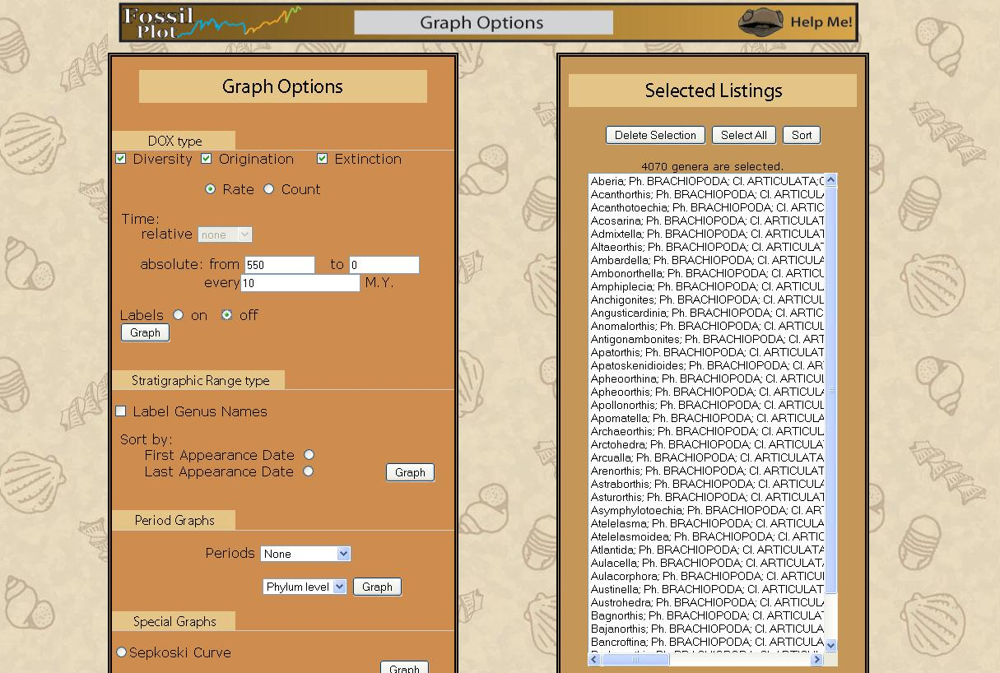 Fossil
Plot
Graph Options
Help Me!
Graph Options
DOX type
Diversity Origination Extinction
Rate Count
Time:
relative none
absolute: from 550 to 0
every 10 M.Y.
Labels on off
Graph
Stratigraphic Range type
Label Genus Names
Sort by:
First Appearance Date
Last Appearance Date
Graph
Period Graphs
Periods None
Phylum level Graph
Special Graphs
Sepkoski Curve
Graph
Selected Listings
Delete Selection Select All Sort
4070 genera are selected.
Aberia; Ph. BRACHIOPODA; Cl. ARTICULATA;
Acanthorthis; Ph. BRACHIOPODA; Cl. ARTICUL
Acanthotoechia; Ph. BRACHIOPODA; Cl. ARTIC
Acosarina; Ph. BRACHIOPODA; Cl. ARTICULAT
Admixtella; Ph. BRACHIOPODA; Cl. ARTICULAT
Altaeorthis; Ph. BRACHIOPODA; Cl. ARTICULAT
Ambardella; Ph. BRACHIOPODA; Cl. ARTICULA
Ambonorthella; Ph. BRACHIOPODA; Cl. ARTICU
Amphiplecia; Ph. BRACHIOPODA; Cl. ARTICUL
Anchigonites; Ph. BRACHIOPODA; Cl. ARTICUL
Angusticardinia; Ph. BRACHIOPODA; Cl. ARTIC
Anomalorthis; Ph. BRACHIOPODA; Cl. ARTICUL
Antigonambonites; Ph. BRACHIOPODA; Cl. ART
Apatorthis; Ph. BRACHIOPODA; Cl. ARTICULAT
Apatoskenidioides; Ph. BRACHIOPODA; Cl. AR
Apheoorthina; Ph. BRACHIOPODA; Cl. ARTICUL
Apheoorthis; Ph. BRACHIOPODA; Cl. ARTICULA
Apollonorthis; Ph. BRACHIOPODA; Cl. ARTICUL
Apomatella; Ph. BRACHIOPODA; Cl. ARTICULA
Archaeorthis; Ph. BRACHIOPODA; Cl. ARTICUL
Arctohedra; Ph. BRACHIOPODA; Cl. ARTICULA
Arcualla; Ph. BRACHIOPODA; Cl. ARTICULATA
Arenorthis; Ph. BRACHIOPODA; Cl. ARTICULAT
Astraborthis; Ph. BRACHIOPODA; Cl. ARTICULA
Asturorthis; Ph. BRACHIOPODA; Cl. ARTICULAT
Asymphylotoechia; Ph. BRACHIOPODA; Cl. AR
Atelelasma; Ph. BRACHIOPODA; Cl. ARTICULA
Atelelasmoidea; Ph. BRACHIOPODA; Cl. ARTIC
Atlantida; Ph. BRACHIOPODA; Cl. ARTICULATA
Aulacella; Ph. BRACHIOPODA; Cl. ARTICULATA
Aulacorphora; Ph. BRACHIOPODA; Cl. ARTICUL
Austinella; Ph. BRACHIOPODA; Cl. ARTICULAT
Austrohedra; Ph. BRACHIOPODA; Cl. ARTICUL
Bagnorthis; Ph. BRACHIOPODA; Cl. ARTICULA
Bajanorthis; Ph. BRACHIOPODA; Cl. ARTICULA
Bancroftina; Ph. BRACHIOPODA; Cl. ARTICULA